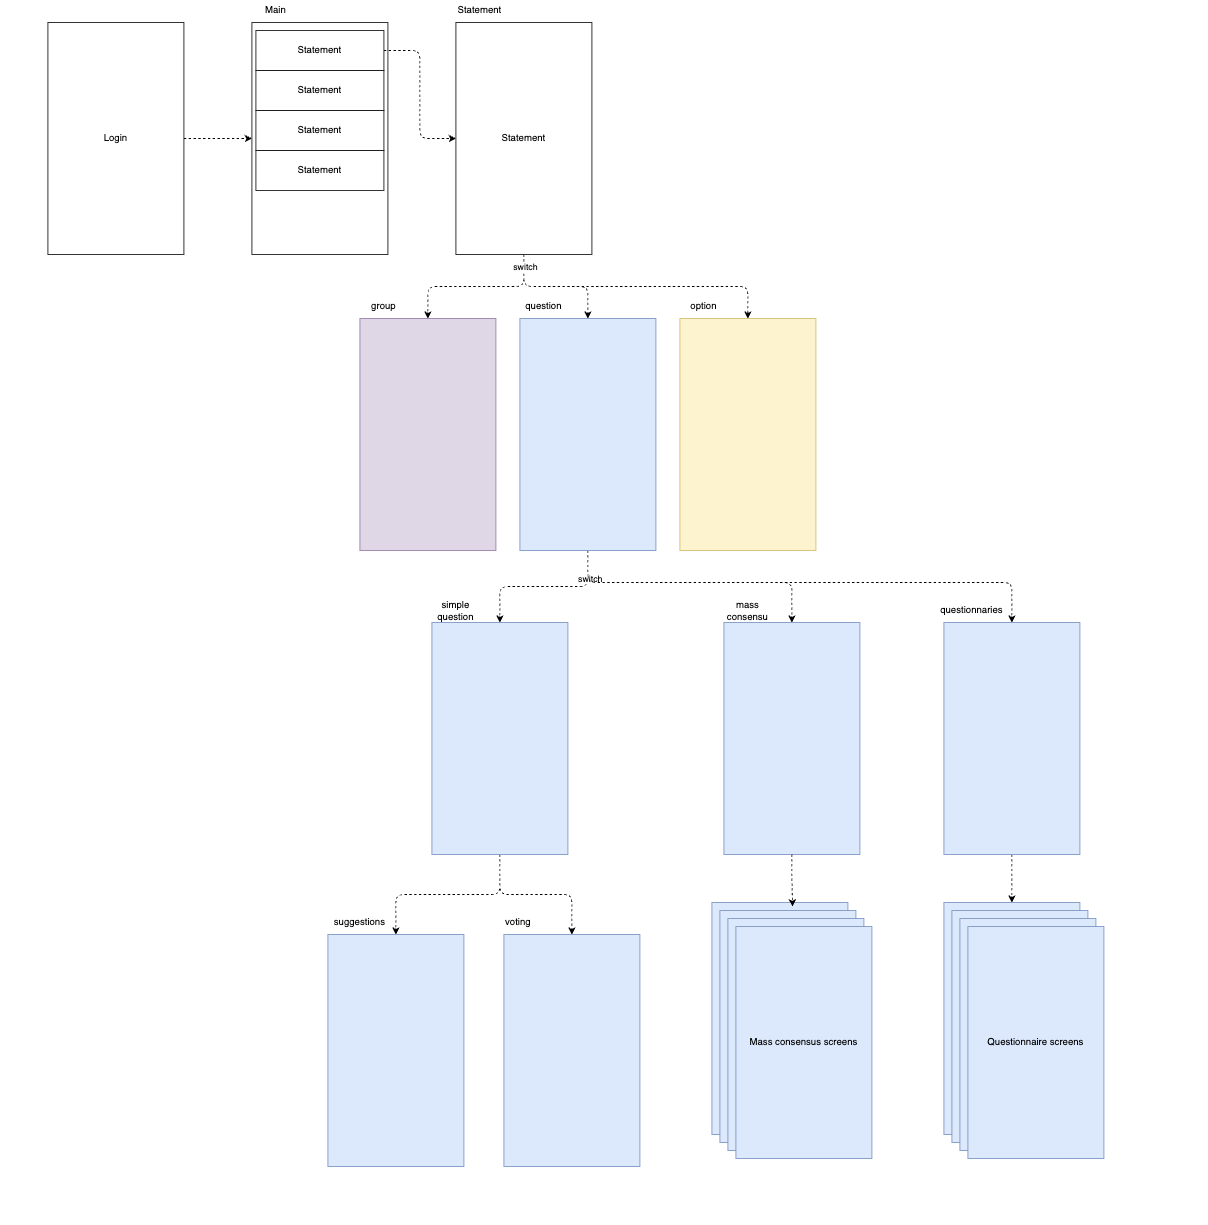 Main
Statement
Statement
Statement
Statement
Statement
Login
Statement
switch
group
question
option
switch
simple
question
mass
consensu
questionnaries
suggestions
voting
Mass consensus screens
Questionnaire screens